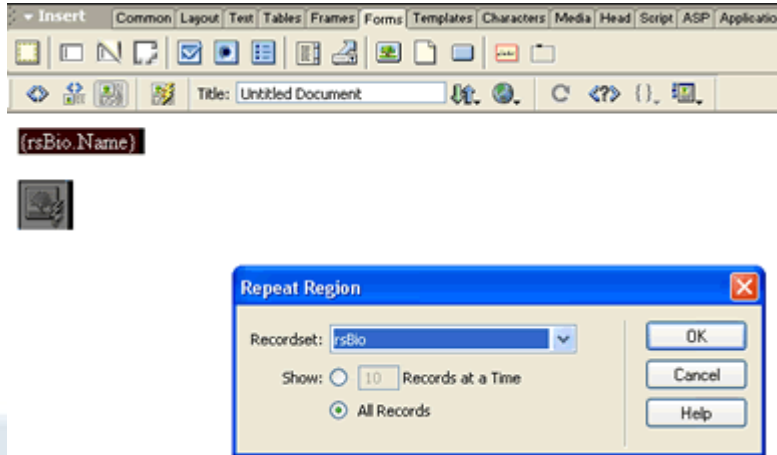 Insert Common Layout Text Tables Frames Forms Templates Characters Media Head Script ASP Applicatio
Title: Untitled Document
{rsBio.Name}
Repeat Region
Recordset: rsBio
OK
Show: 10 Records at a Time
Cancel
All Records
Help